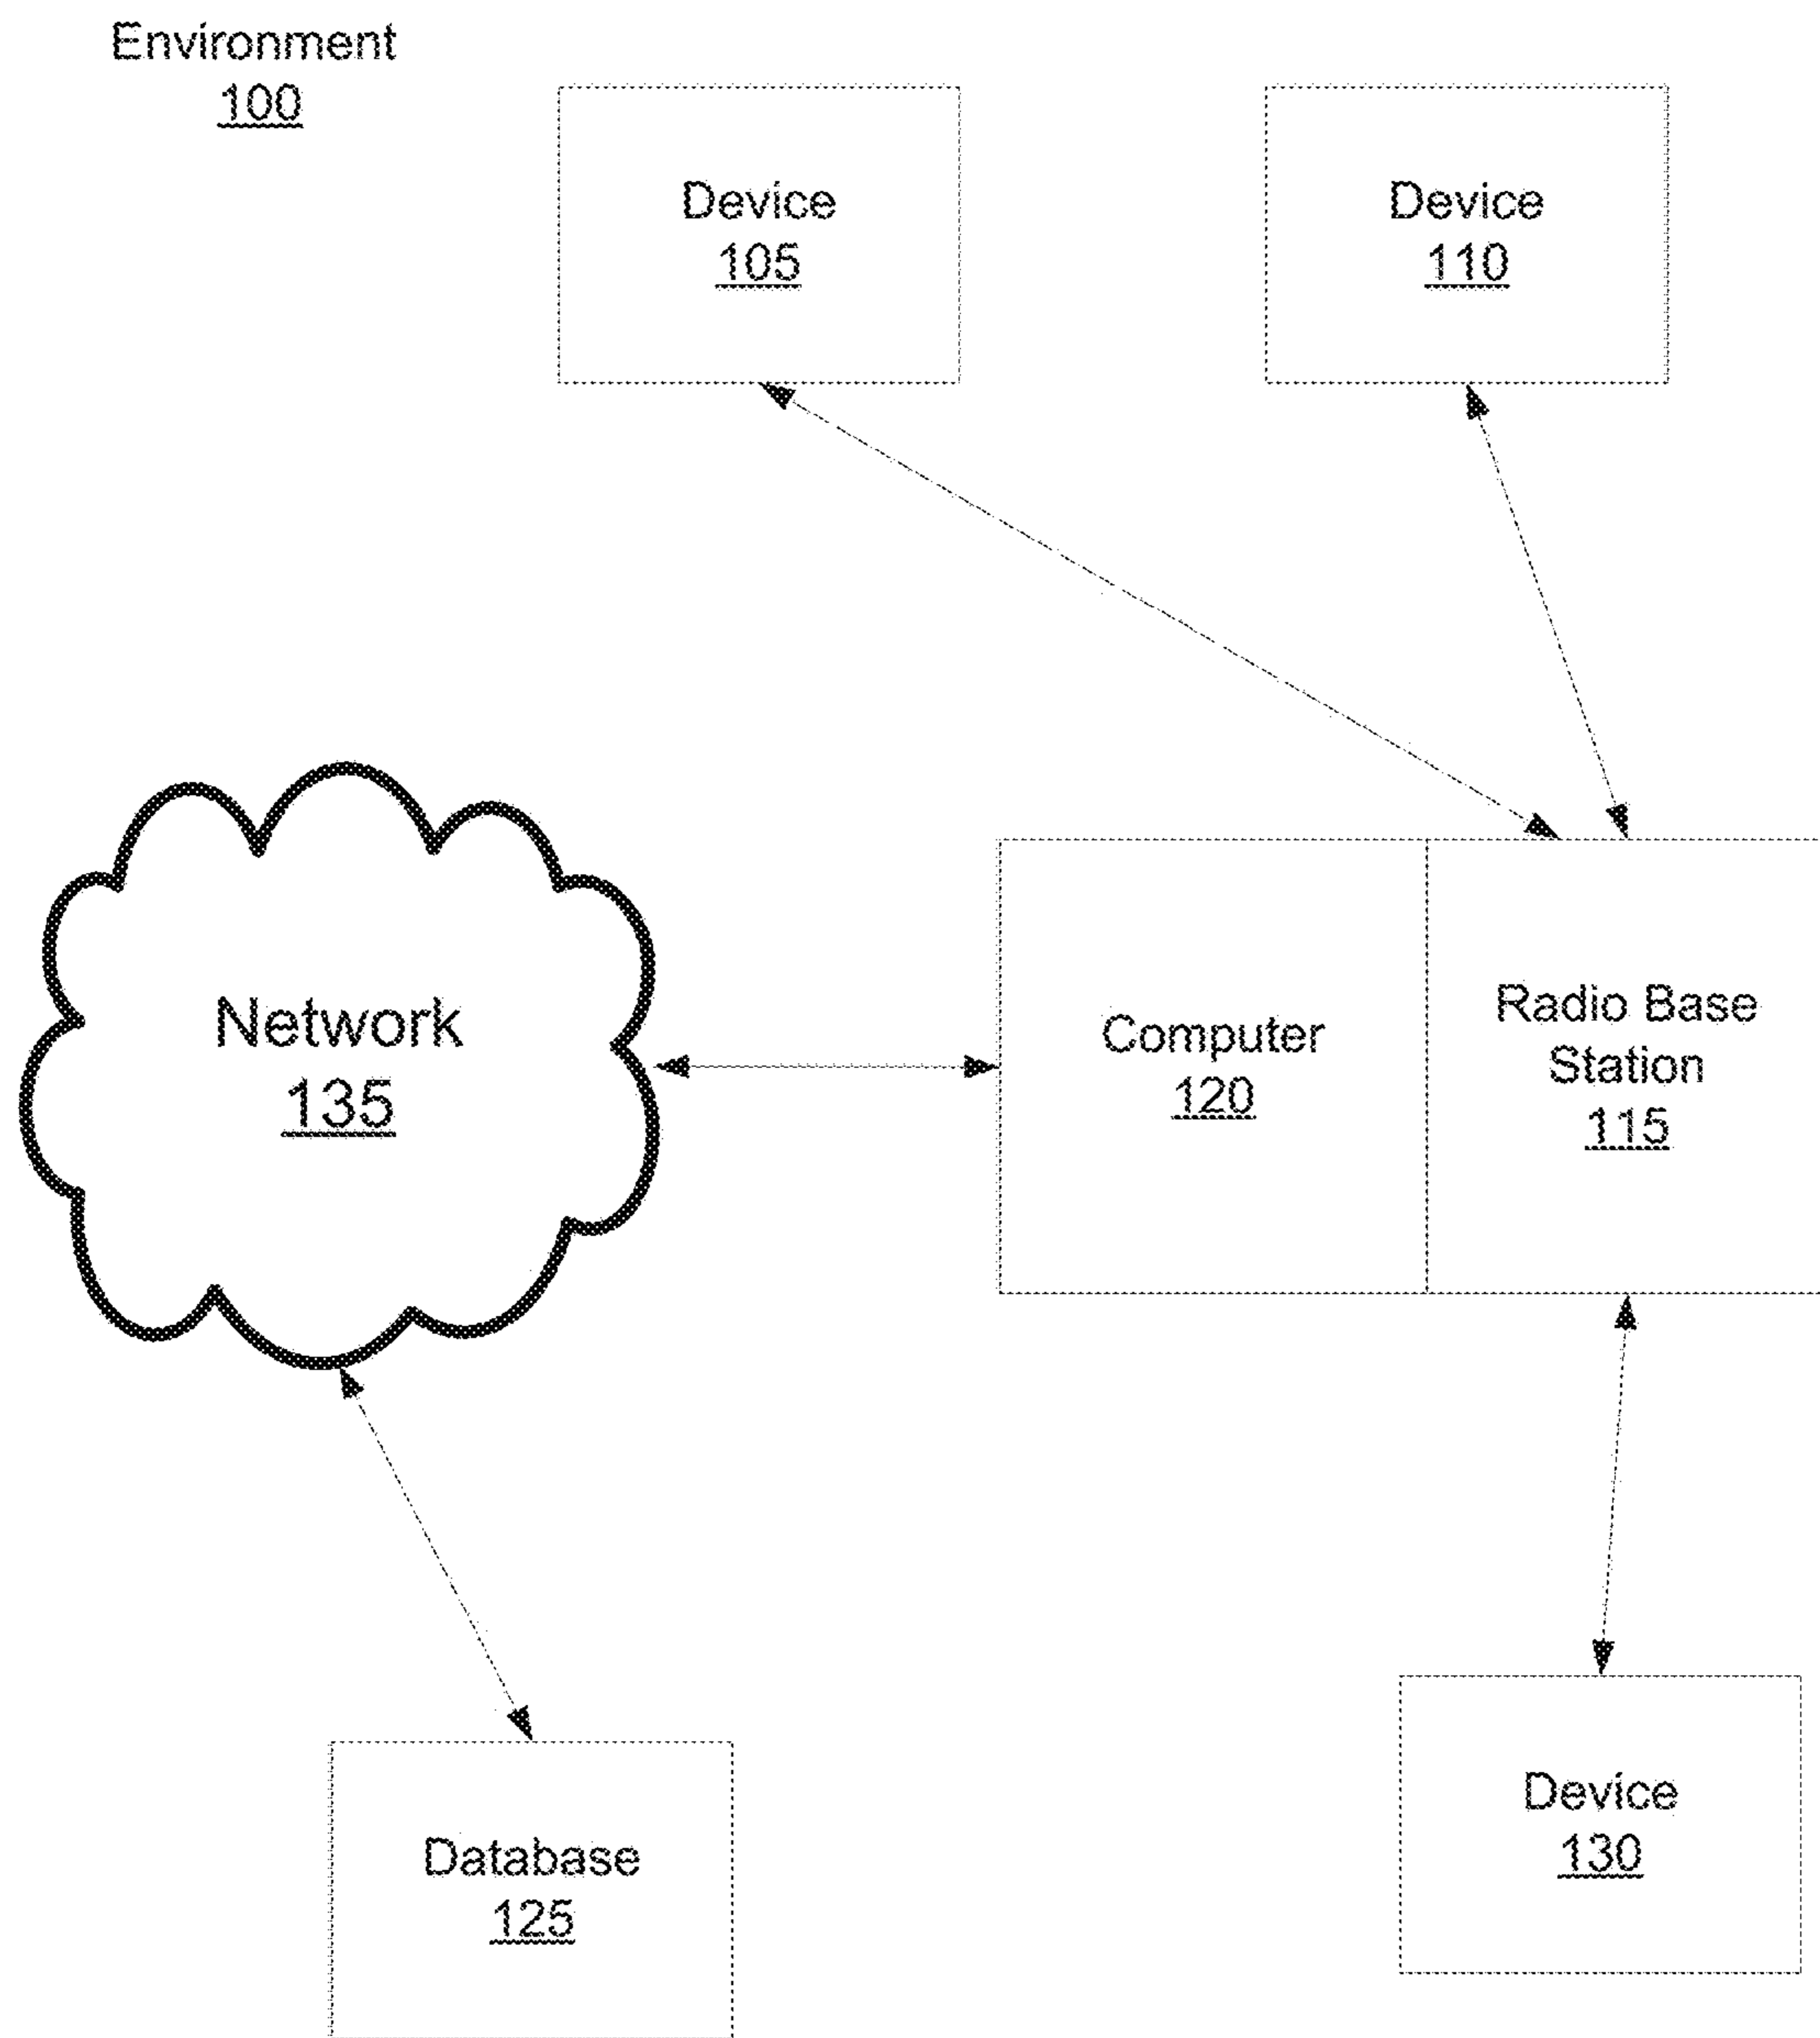 Environment
100
Device
105
Device
110
Network
135
Computer
120
Radio Base
Station
115
Database
125
Device
130